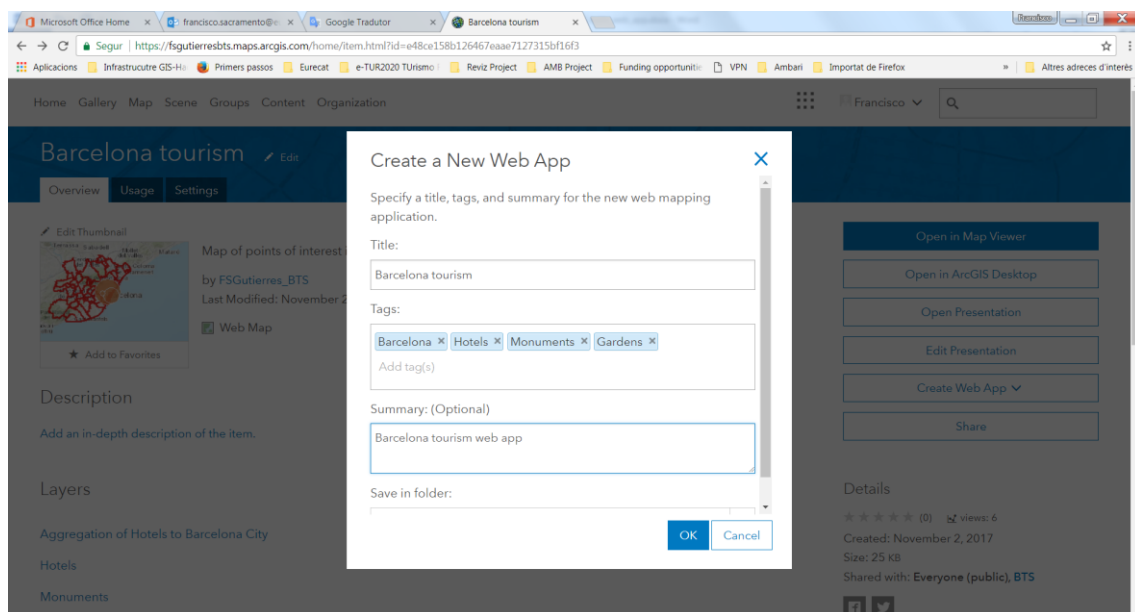 Microsoft Office Home × francisco.sacramento@e × Google Tradutor × Barcelona tourism × Francisco
Segur https://fsgutierresbts.maps.arcgis.com/home/item.html?id=e48ce158b126467eaae7127315bf16f3
Aplicacions Infrastrucutre GIS-Ha Primers passos Eurecat e-TUR2020 TUrismo Reviz Project AMB Project Funding opportunitie VPN Ambari Importat de Firefox » Altres adreces d'interès
Home Gallery Map Scene Groups Content Organization Francisco
Barcelona tourism Edit
Overview Usage Settings
Edit Thumbnail
Map of points of interest i
by FSGutierres_BTS
Last Modified: November 2
Web Map
Add to Favorites
Description
Add an in-depth description of the item.
Layers
Aggregation of Hotels to Barcelona City
Hotels
Monuments
Create a New Web App ×
Specify a title, tags, and summary for the new web mapping
application.
Title:
Barcelona tourism
Tags:
Barcelona × Hotels × Monuments × Gardens ×
Add tag(s)
Summary: (Optional)
Barcelona tourism web app
Save in folder:
OK Cancel
Open in Map Viewer
Open in ArcGIS Desktop
Open Presentation
Edit Presentation
Create Web App
Share
Details
(0) views: 6
Created: November 2, 2017
Size: 25 KB
Shared with: Everyone (public), BTS